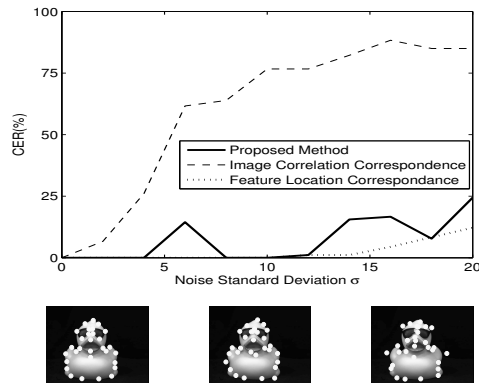 100
75
50
25
0
CER(%)
Proposed Method
Image Correlation Correspondence
Feature Location Correspondance
0 5 10 15 20
Noise Standard Deviation σ